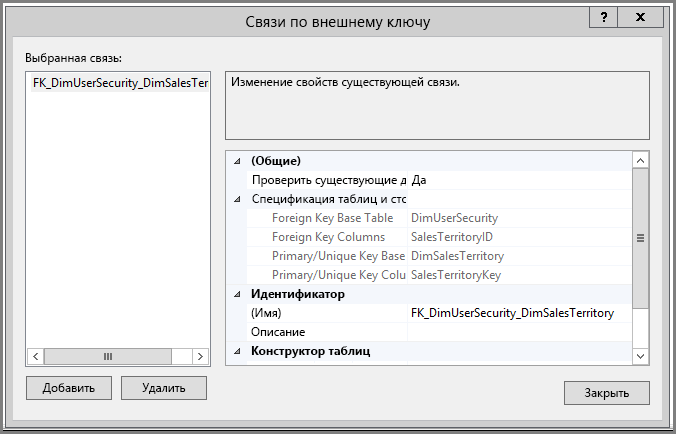 Связи по внешнему ключу
?
Выбранная связь:
FK_DimUserSecurity_DimSalesTer
Изменение свойств существующей связи.
(Общие)
Проверить существующие д Да
Спецификация таблиц и сто
Foreign Key Base Table DimUserSecurity
Foreign Key Columns SalesTerritoryID
Primary/Unique Key Base DimSalesTerritory
Primary/Unique Key Colu SalesTerritoryKey
Идентификатор
(Имя) FK_DimUserSecurity_DimSalesTerritory
Описание
Конструктор таблиц
Добавить Удалить
Закрыть